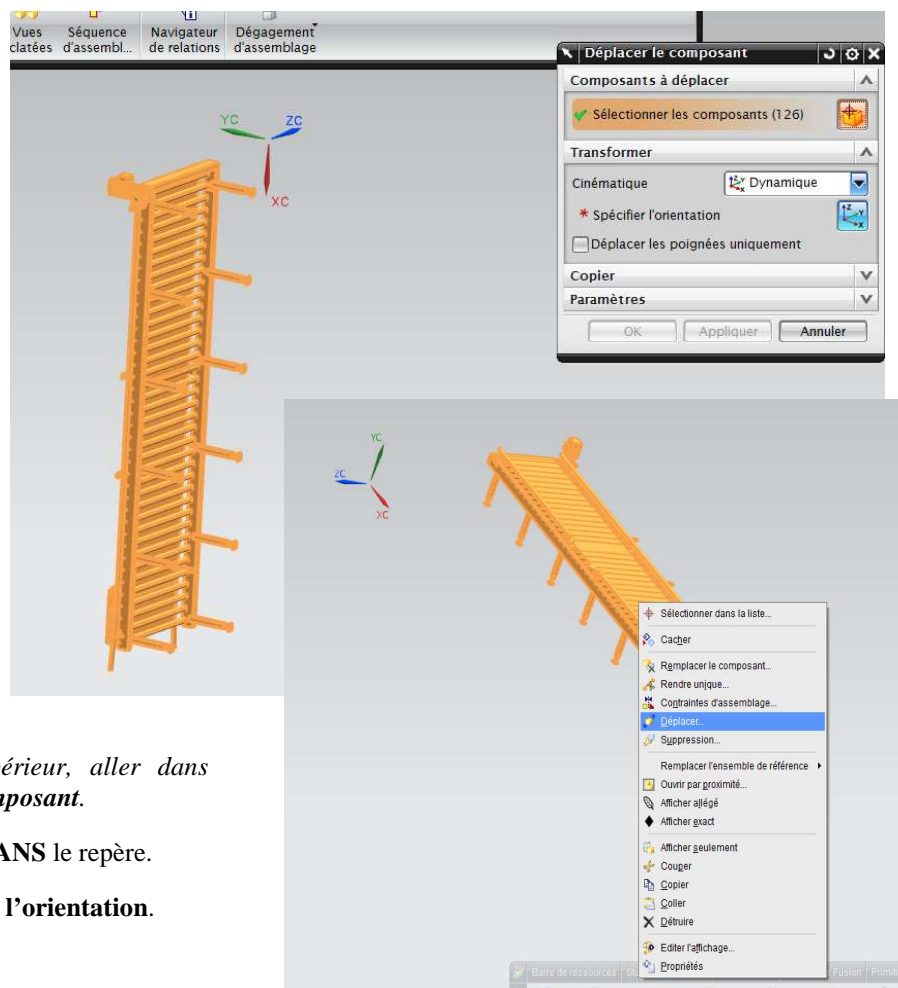 Vues Séquence Navigateur Dégagement
clatées d'assembl... de relations d'assemblage
Déplacer le composant
Composants à déplacer
Sélectionner les composants (126)
Transformer
Cinématique Dynamique
* Spécifier l'orientation
Déplacer les poignées uniquement
Copier
Paramètres
OK Appliquer Annuler
YC ZC
XC
YC
ZC
XC
Sélectionner dans la liste...
Cacher
Remplacer le composant...
Rendre unique...
Contraintes d'assemblage...
Déplacer...
Suppression...
Remplacer l'ensemble de référence
Ouvrir par proximité...
Afficher allégé
Afficher exact
Afficher seulement
Couper
Copier
Coller
Détruire
Editer l'affichage...
Propriétés
périeur, aller dans
mposant.
ANS le repère.
l'orientation.
Barre de ressources Fusion Primi